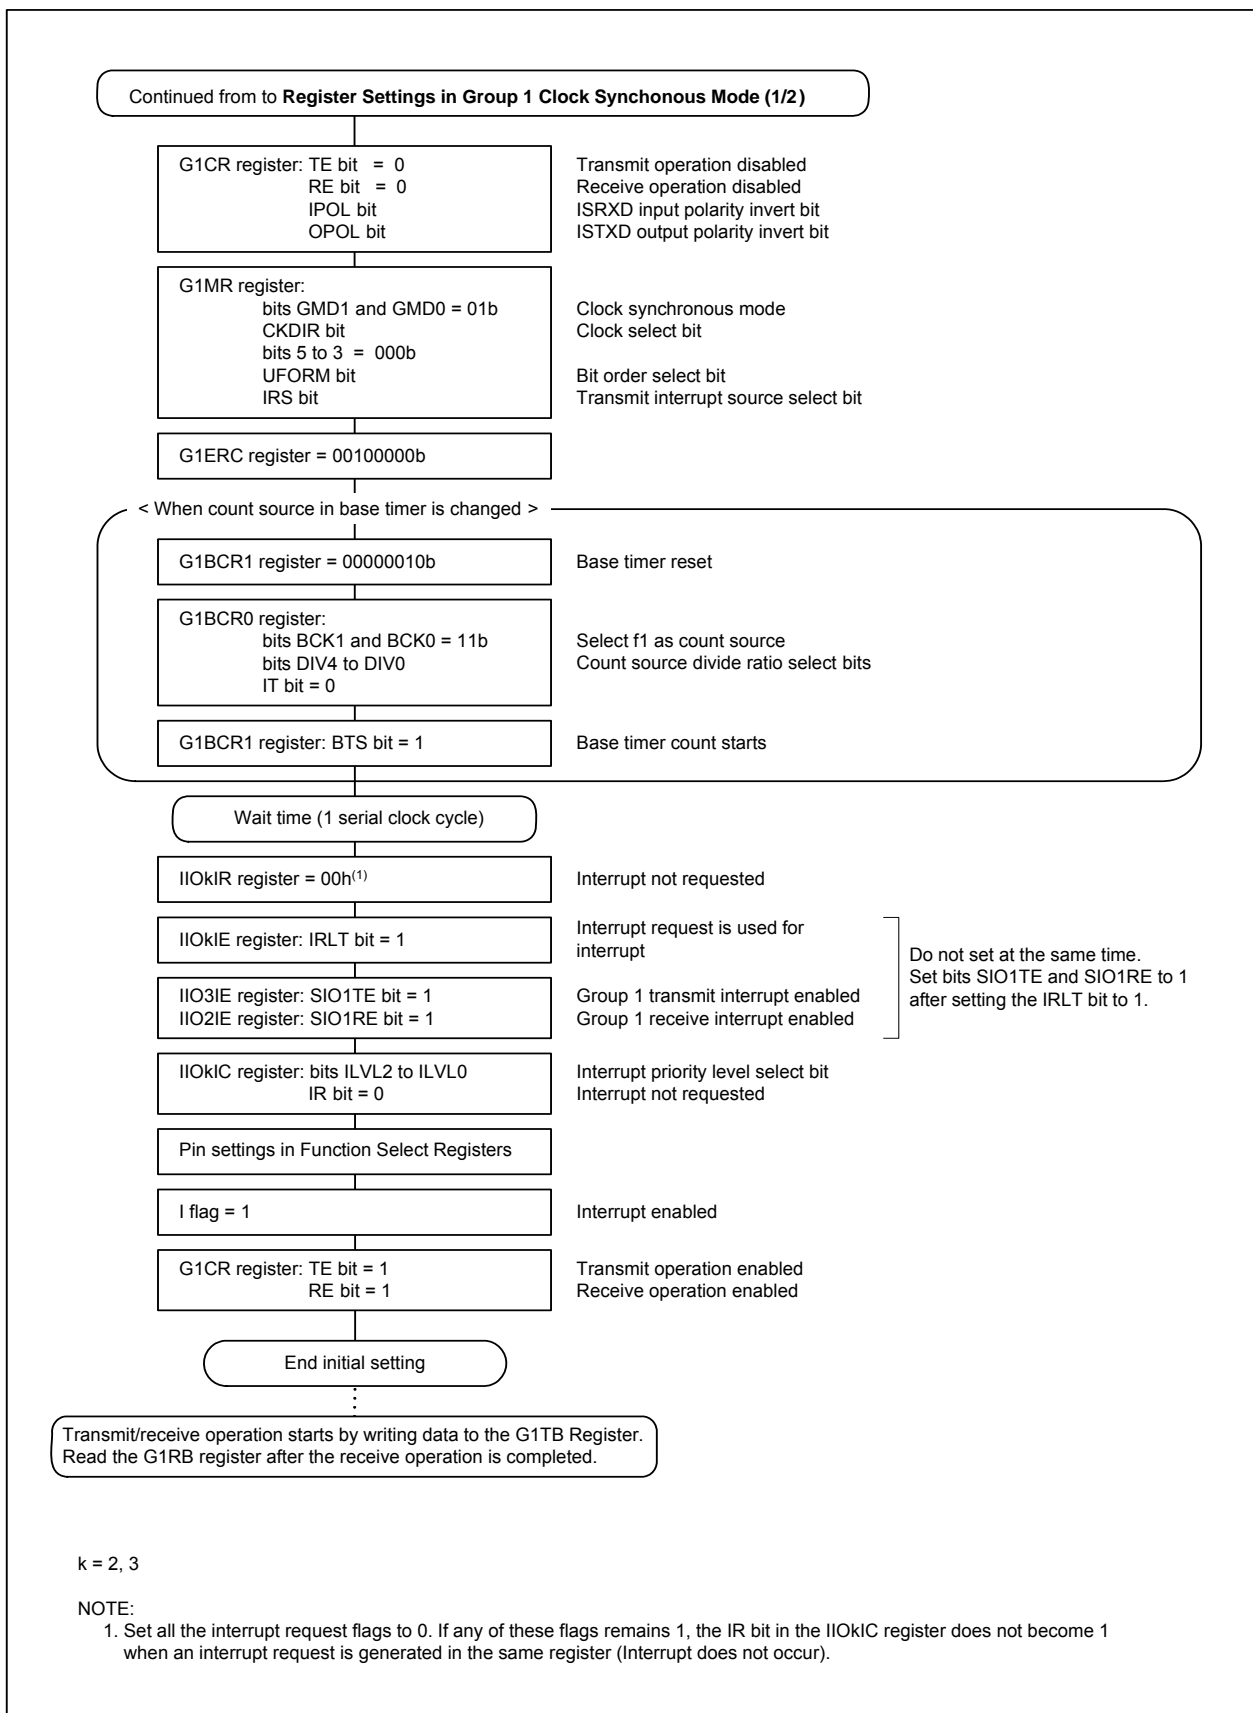 Continued from to Register Settings in Group 1 Clock Synchonous Mode (1/2)
G1CR register: TE bit = 0 Transmit operation disabled
RE bit = 0 Receive operation disabled
IPOL bit ISRXD input polarity invert bit
OPOL bit ISTXD output polarity invert bit
G1MR register:
bits GMD1 and GMD0 = 01b Clock synchronous mode
CKDIR bit Clock select bit
bits 5 to 3 = 000b
UFORM bit Bit order select bit
IRS bit Transmit interrupt source select bit
G1ERC register = 00100000b
< When count source in base timer is changed >
G1BCR1 register = 00000010b Base timer reset
G1BCR0 register:
bits BCK1 and BCK0 = 11b Select f1 as count source
bits DIV4 to DIV0 Count source divide ratio select bits
IT bit = 0
G1BCR1 register: BTS bit = 1 Base timer count starts
Wait time (1 serial clock cycle)
IIOkIR register = 00h(1) Interrupt not requested
IIOkIE register: IRLT bit = 1 Interrupt request is used for
interrupt
IIO3IE register: SIO1TE bit = 1 Group 1 transmit interrupt enabled
IIO2IE register: SIO1RE bit = 1 Group 1 receive interrupt enabled
Do not set at the same time.
Set bits SIO1TE and SIO1RE to 1
after setting the IRLT bit to 1.
IIOkIC register: bits ILVL2 to ILVL0 Interrupt priority level select bit
IR bit = 0 Interrupt not requested
Pin settings in Function Select Registers
I flag = 1 Interrupt enabled
G1CR register: TE bit = 1 Transmit operation enabled
RE bit = 1 Receive operation enabled
End initial setting
Transmit/receive operation starts by writing data to the G1TB Register.
Read the G1RB register after the receive operation is completed.
k = 2, 3
NOTE:
1. Set all the interrupt request flags to 0. If any of these flags remains 1, the IR bit in the IIOkIC register does not become 1
when an interrupt request is generated in the same register (Interrupt does not occur).